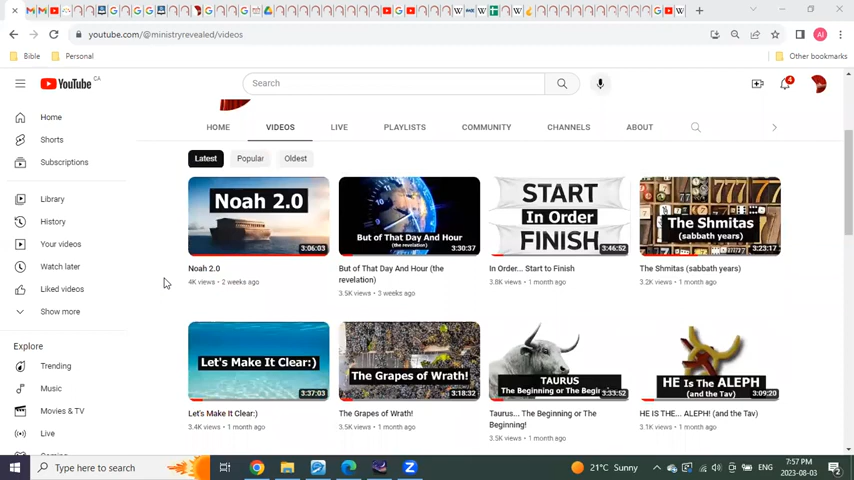 youtube.com/@ministryrevealed/videos
AI
Bible
Personal
Other bookmarks
YouTube CA
Search
4
HOME
VIDEOS
LIVE
PLAYLISTS
COMMUNITY
CHANNELS
ABOUT
Home
Shorts
Subscriptions
Library
History
Your videos
Watch later
Liked videos
Show more
Explore
Trending
Music
Movies & TV
Live
Latest
Popular
Oldest
Noah 2.0
3:06:03
Noah 2.0
4K views • 2 weeks ago
But of That Day And Hour
(the revelation)
3:30:37
But of That Day And Hour (the
revelation)
3.5K views • 3 weeks ago
START
In Order
FINISH
3:46:52
In Order... Start to Finish
3.8K views • 1 month ago
777
The Shmitas
(sabbath years)
3:23:17
The Shmitas (sabbath years)
3.2K views • 1 month ago
Let's Make It Clear:)
3:37:03
Let's Make It Clear:)
3.4K views • 1 month ago
The Grapes of Wrath!
3:18:32
The Grapes of Wrath!
3.5K views • 1 month ago
TAURUS
The Beginning or The
3:33:52
Taurus... The Beginning or The
Beginning!
3.5K views • 1 month ago
HE Is The ALEPH
(and the Tav)
3:09:20
HE IS THE... ALEPH! (and the Tav)
3.1K views • 1 month ago
Type here to search
21°C Sunny
ENG
7:57 PM
2023-08-03
2